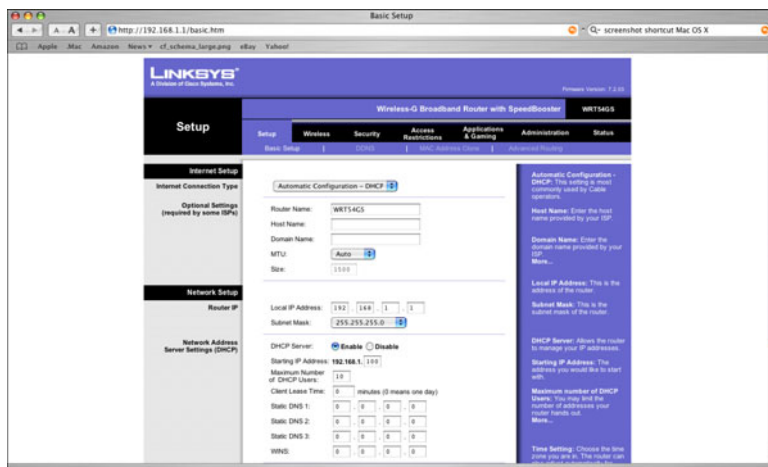 Basic Setup
A A + http://192.168.1.1/basic.htm Q- screenshot shortcut Mac OS X
Apple .Mac Amazon News cf_schema_large.png eBay Yahoo!
LINKSYS®
A Division of Cisco Systems, Inc.
Firmware Version:
Wireless-G Broadband Router with SpeedBooster WRT54GS
Setup
Setup Wireless Security Access Restrictions Applications & Gaming Administration Status
Basic Setup | DDNS | MAC Address Clone | Advanced Routing
Internet Setup
Internet Connection Type
Automatic Configuration - DHCP
Optional Settings
(required by some ISPs)
Router Name: WRT54GS
Host Name:
Domain Name:
MTU: Auto
Size: 1500
Network Setup
Router IP
Local IP Address: 192 . 168 . 1 . 1
Subnet Mask: 255.255.255.0
Network Address
Server Settings (DHCP)
DHCP Server: Enable Disable
Starting IP Address: 192.168.1. 100
Maximum Number
of DHCP Users: 10
Client Lease Time: 0 minutes (0 means one day)
Static DNS 1: 0 . 0 . 0 . 0
Static DNS 2: 0 . 0 . 0 . 0
Static DNS 3: 0 . 0 . 0 . 0
WINS: 0 . 0 . 0 . 0
Automatic Configuration -
DHCP: This setting is most
commonly used by Cable
operators.
Host Name: Enter the host
name provided by your ISP.
Domain Name: Enter the
domain name provided by your
ISP.
More...
Local IP Address: This is the
address of the router.
Subnet Mask: This is the
subnet mask of the router.
DHCP Server: Allows the router
to manage your IP addresses.
Starting IP Address: The
address you would like to start
with.
Maximum number of DHCP
Users: You may limit the
number of addresses your
router hands out.
More...
Time Setting: Choose the time
zone you are in. The router can